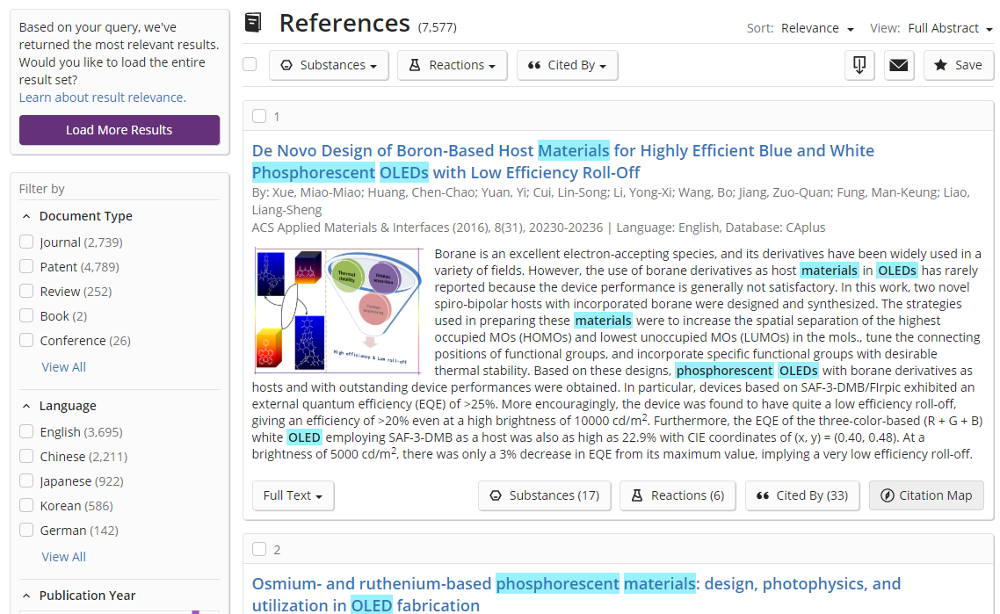 Based on your query, we've
returned the most relevant results.
Would you like to load the entire
result set?
Learn about result relevance.
Load More Results
Filter by
Document Type
Journal (2,739)
Patent (4,789)
Review (252)
Book (2)
Conference (26)
View All
Language
English (3,695)
Chinese (2,211)
Japanese (922)
Korean (586)
German (142)
View All
Publication Year
References (7,577)
Sort: Relevance View: Full Abstract
Substances Reactions Cited By Save
1
De Novo Design of Boron-Based Host Materials for Highly Efficient Blue and White
Phosphorescent OLEDs with Low Efficiency Roll-Off
By: Xue, Miao-Miao; Huang, Chen-Chao; Yuan, Yi; Cui, Lin-Song; Li, Yong-Xi; Wang, Bo; Jiang, Zuo-Quan; Fung, Man-Keung; Liao,
Liang-Sheng
ACS Applied Materials & Interfaces (2016), 8(31), 20230-20236 | Language: English, Database: CAplus
Thermal
stability
High efficiency & Low roll-off
Borane is an excellent electron-accepting species, and its derivatives have been widely used in a
variety of fields. However, the use of borane derivatives as host materials in OLEDs has rarely
reported because the device performance is generally not satisfactory. In this work, two novel
spiro-bipolar hosts with incorporated borane were designed and synthesized. The strategies
used in preparing these materials were to increase the spatial separation of the highest
occupied MOs (HOMOs) and lowest unoccupied MOs (LUMOs) in the mols., tune the connecting
positions of functional groups, and incorporate specific functional groups with desirable
thermal stability. Based on these designs, phosphorescent OLEDs with borane derivatives as
hosts and with outstanding device performances were obtained. In particular, devices based on SAF-3-DMB/FIrpic exhibited an
external quantum efficiency (EQE) of >25%. More encouragingly, the device was found to have quite a low efficiency roll-off,
giving an efficiency of >20% even at a high brightness of 10000 cd/m². Furthermore, the EQE of the three-color-based (R + G + B)
white OLED employing SAF-3-DMB as a host was also as high as 22.9% with CIE coordinates of (x, y) = (0.40, 0.48). At a
brightness of 5000 cd/m², there was only a 3% decrease in EQE from its maximum value, implying a very low efficiency roll-off.
Full Text Substances (17) Reactions (6) Cited By (33) Citation Map
2
Osmium- and ruthenium-based phosphorescent materials: design, photophysics, and
utilization in OLED fabrication